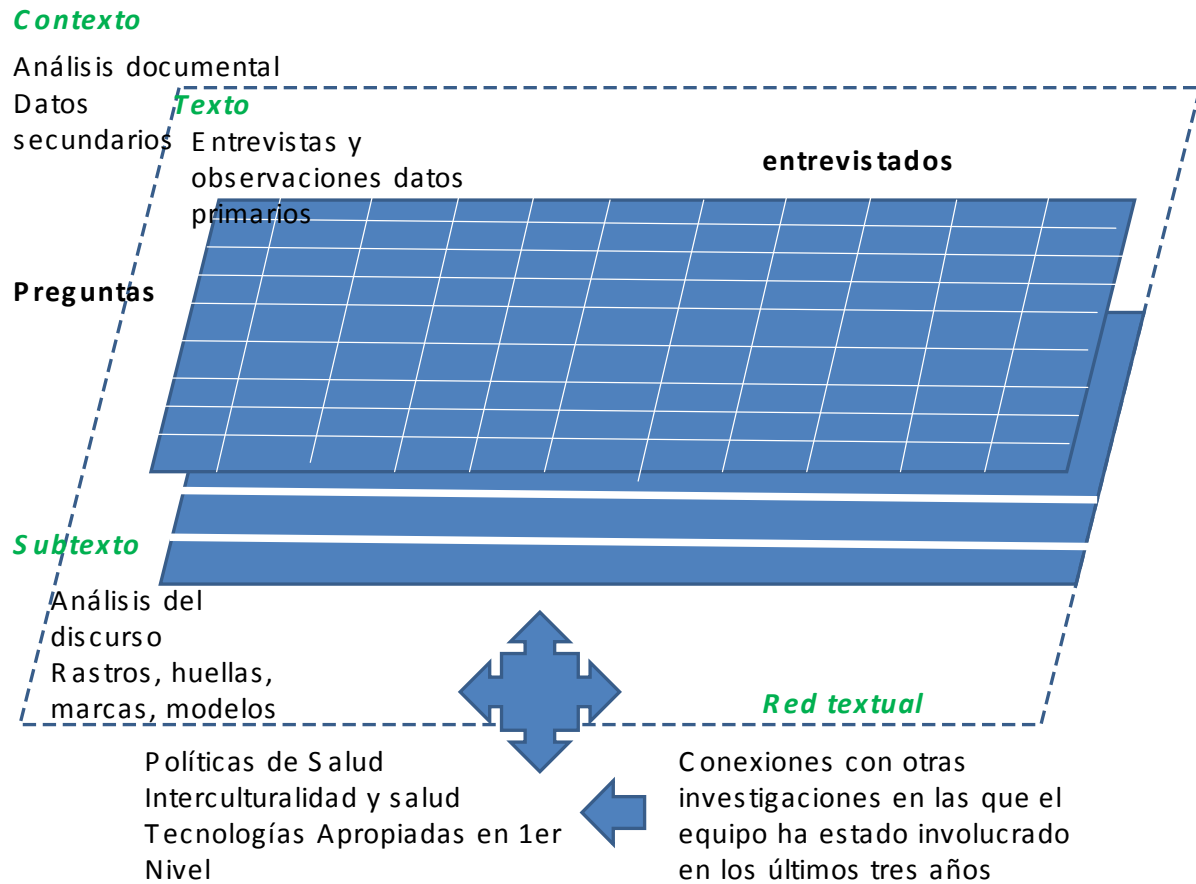 Contexto
Análisis documental
Datos
secundarios
Texto
Entrevistas y
observaciones datos
primarios
entrevistados
Preguntas
Subtexto
Análisis del
discurso
Rastros, huellas,
marcas, modelos
Red textual
Políticas de Salud
Interculturalidad y salud
Tecnologías Apropiadas en 1er
Nivel
Conexiones con otras
investigaciones en las que el
equipo ha estado involucrado
en los últimos tres años